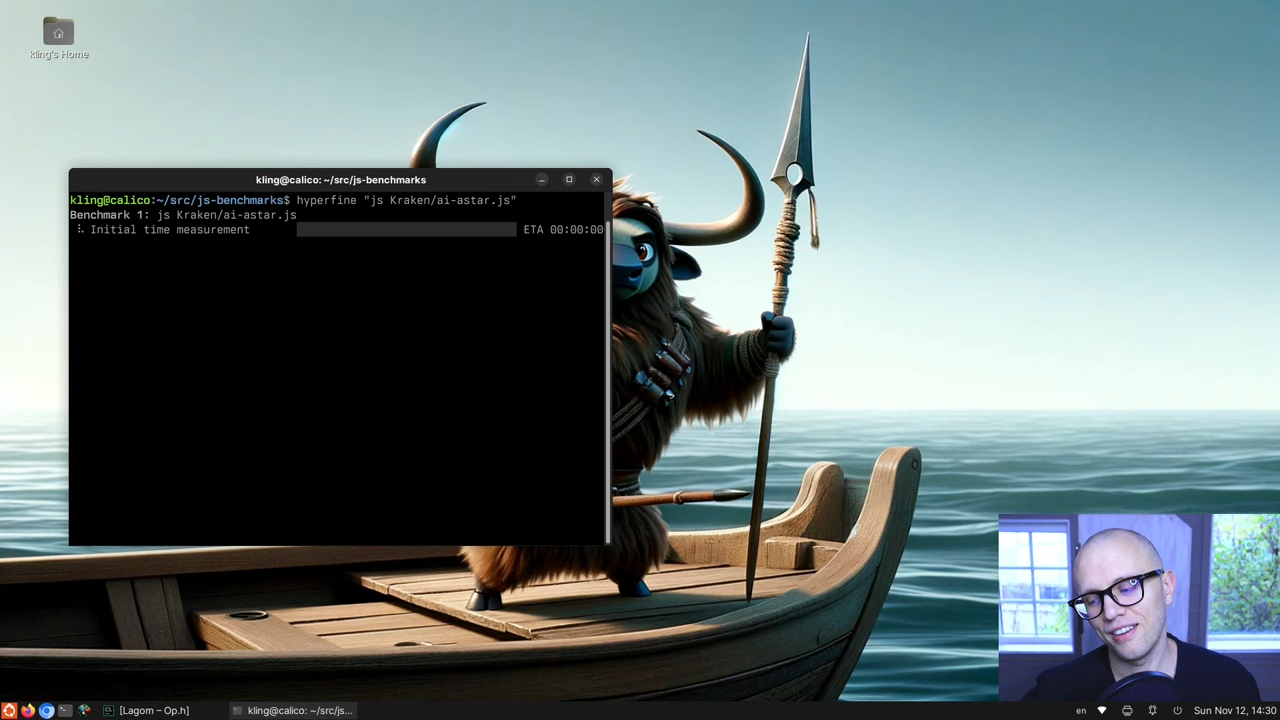 kling's Home
kling@calico: ~/src/js-benchmarks
kling@calico:~/src/js-benchmarks$ hyperfine "js Kraken/ai-astar.js"
Benchmark 1: js Kraken/ai-astar.js
Initial time measurement ETA 00:00:00
[Lagom – Op.h]
kling@calico: ~/src/js...
en
Sun Nov 12, 14:30